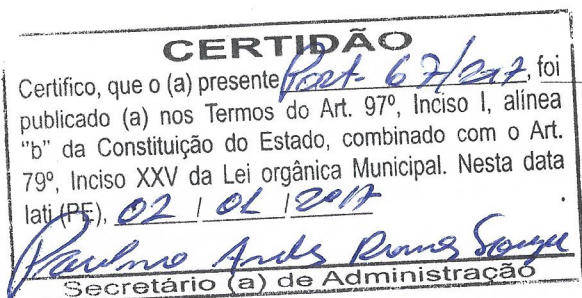 CERTIDÃO
Certifico, que o (a) presente Port. 67/2017, foi
publicado (a) nos Termos do Art. 97º, Inciso I, alínea
"b" da Constituição do Estado, combinado com o Art.
79º, Inciso XXV da Lei orgânica Municipal. Nesta data
Iati (PE), 02 / 01 / 2017 .
Secretário (a) de Administração